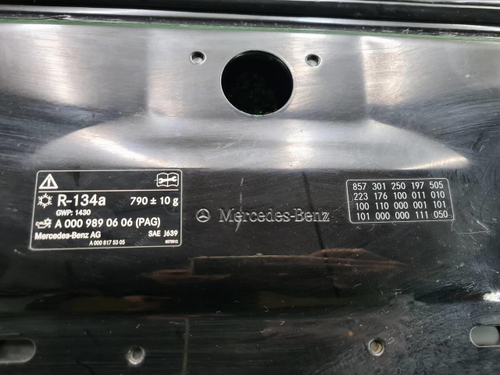 R-134a 790 ± 10 g
GWP: 1430
A 000 989 06 06 (PAG)
Mercedes-Benz AG SAE J639
A 000 817 53 05
Mercedes-Benz
857 301 250 197 505
223 176 100 011 010
100 110 000 001 101
101 000 000 111 050